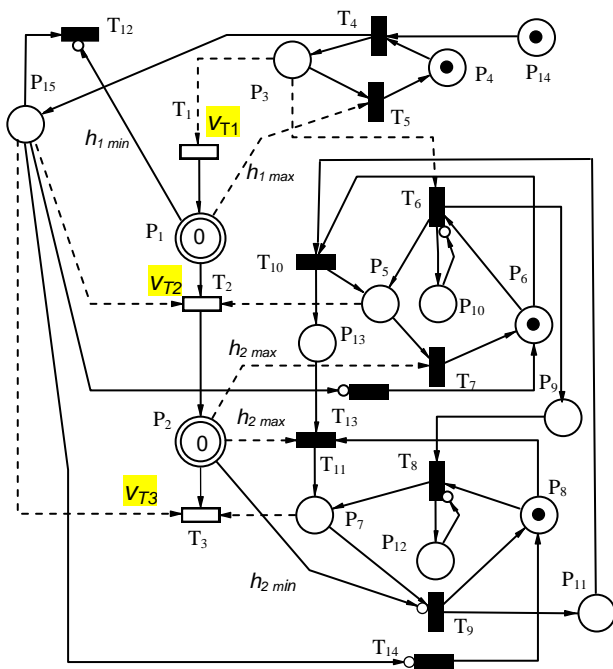 T12
T4
P15
P3
P4
P14
T1
VT1
T5
h1 min
h1 max
T6
P1
0
T10
P5
P6
VT2
T2
P10
P13
h2 max
T7
P9
P2
h2 max
T13
0
T11
T8
VT3
P7
P8
T3
P12
P11
h2 min
T9
T14